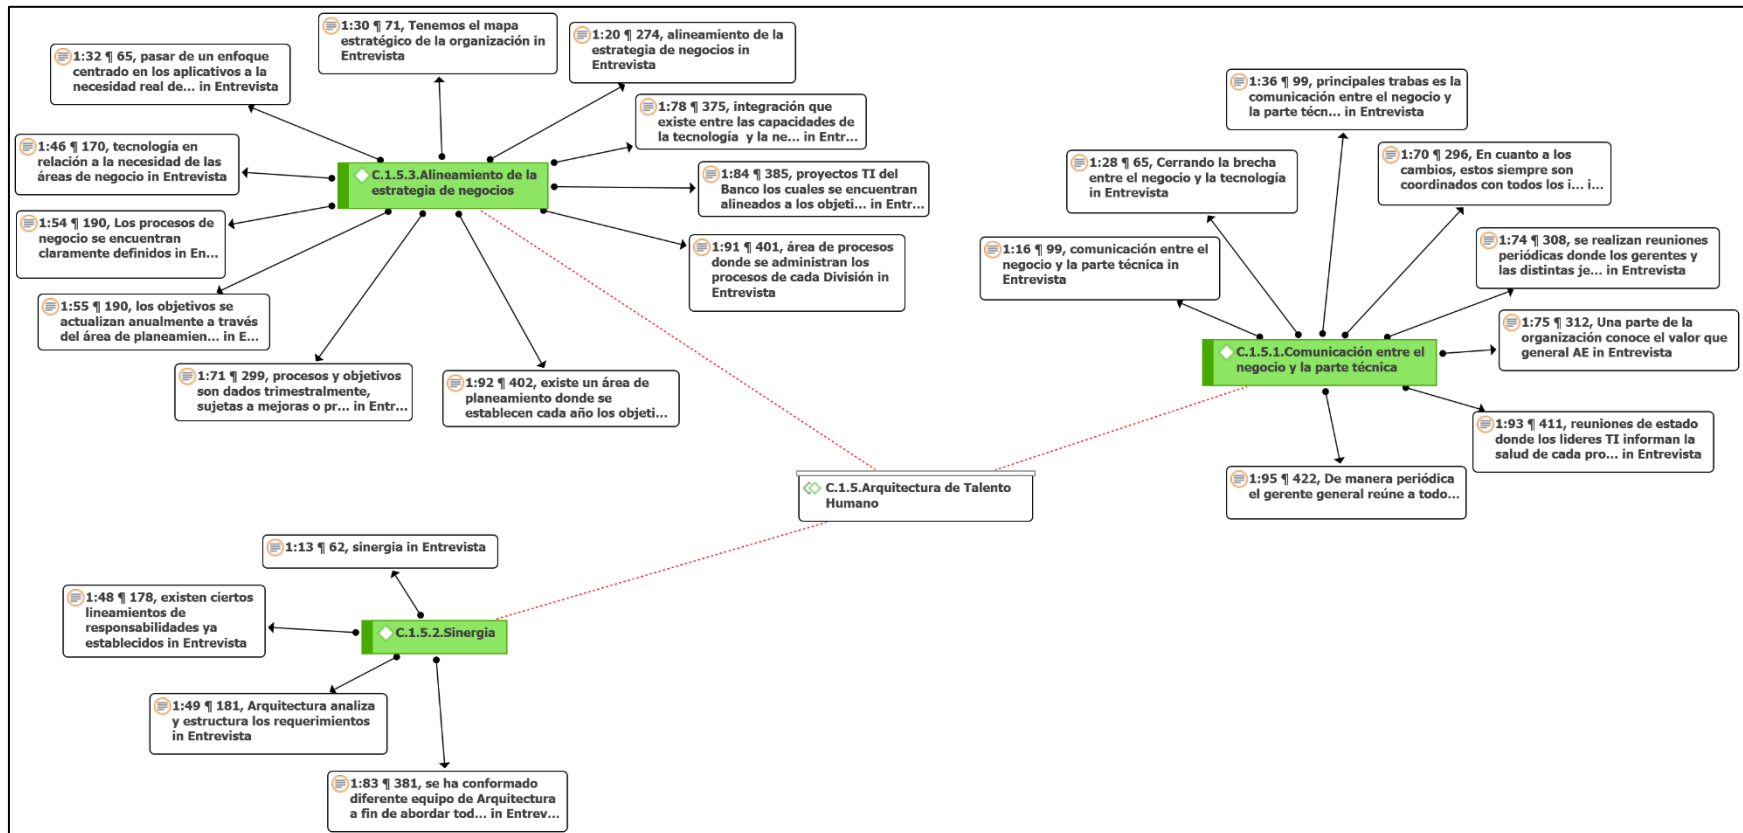 1:30 ¶ 71, Tenemos el mapa
estratégico de la organización in
Entrevista
1:20 ¶ 274, alineamiento de la
estrategia de negocios in
Entrevista
1:32 ¶ 65, pasar de un enfoque
centrado en los aplicativos a la
necesidad real de... in Entrevista
1:78 ¶ 375, integración que
existe entre las capacidades de
la tecnología  y la ne... in Entr...
1:46 ¶ 170, tecnología en
relación a la necesidad de las
áreas de negocio in Entrevista
C.1.5.3.Alineamiento de la
estrategia de negocios
1:84 ¶ 385, proyectos TI del
Banco los cuales se encuentran
alineados a los objeti... in Entr...
1:54 ¶ 190, Los procesos de
negocio se encuentran
claramente definidos in En...
1:91 ¶ 401, área de procesos
donde se administran los
procesos de cada División in
Entrevista
1:55 ¶ 190, los objetivos se
actualizan anualmente a través
del área de planeamien... in E...
1:71 ¶ 299, procesos y objetivos
son dados trimestralmente,
sujetas a mejoras o pr... in Entr...
1:92 ¶ 402, existe un área de
planeamiento donde se
establecen cada año los objeti...
1:36 ¶ 99, principales trabas es la
comunicación entre el negocio y
la parte técn... in Entrevista
1:28 ¶ 65, Cerrando la brecha
entre el negocio y la tecnología
in Entrevista
1:70 ¶ 296, En cuanto a los
cambios, estos siempre son
coordinados con todos los i... i...
1:16 ¶ 99, comunicación entre el
negocio y la parte técnica in
Entrevista
1:74 ¶ 308, se realizan reuniones
periódicas donde los gerentes y
las distintas je... in Entrevista
1:75 ¶ 312, Una parte de la
organización conoce el valor que
general AE in Entrevista
C.1.5.1.Comunicación entre el
negocio y la parte técnica
1:93 ¶ 411, reuniones de estado
donde los lideres TI informan la
salud de cada pro... in Entrevista
1:95 ¶ 422, De manera periódica
el gerente general reúne a todo...
C.1.5.Arquitectura de Talento
Humano
1:13 ¶ 62, sinergia in Entrevista
1:48 ¶ 178, existen ciertos
lineamientos de
responsabilidades ya
establecidos in Entrevista
C.1.5.2.Sinergia
1:49 ¶ 181, Arquitectura analiza
y estructura los requerimientos
in Entrevista
1:83 ¶ 381, se ha conformado
diferente equipo de Arquitectura
a fin de abordar tod... in Entrev...